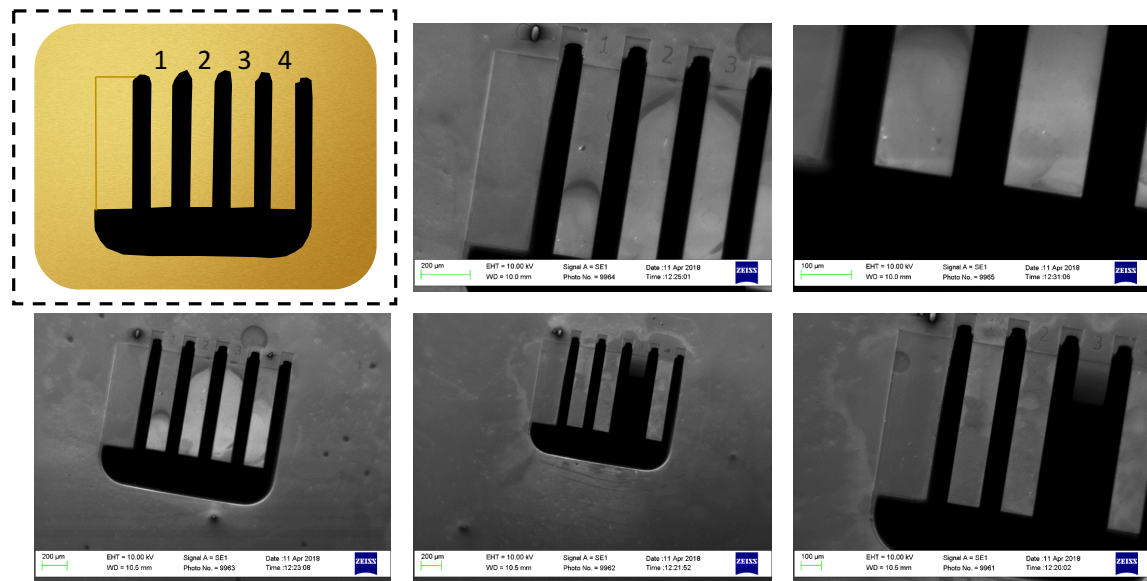 1 2 3 4
1
2
3
200 µm
EHT = 10.00 kV
WD = 10.0 mm
Signal A = SE1
Photo No. = 9964
Date :11 Apr 2018
Time :12:25:01
ZEISS
100 µm
EHT = 10.00 kV
WD = 10.0 mm
Signal A = SE1
Photo No. = 9965
Date :11 Apr 2018
Time :12:31:06
ZEISS
1
2
3
4
200 µm
EHT = 10.00 kV
WD = 10.5 mm
Signal A = SE1
Photo No. = 9963
Date :11 Apr 2018
Time :12:23:08
ZEISS
200 µm
EHT = 10.00 kV
WD = 10.5 mm
Signal A = SE1
Photo No. = 9962
Date :11 Apr 2018
Time :12:21:52
ZEISS
2
3
100 µm
EHT = 10.00 kV
WD = 10.5 mm
Signal A = SE1
Photo No. = 9961
Date :11 Apr 2018
Time :12:20:02
ZEISS